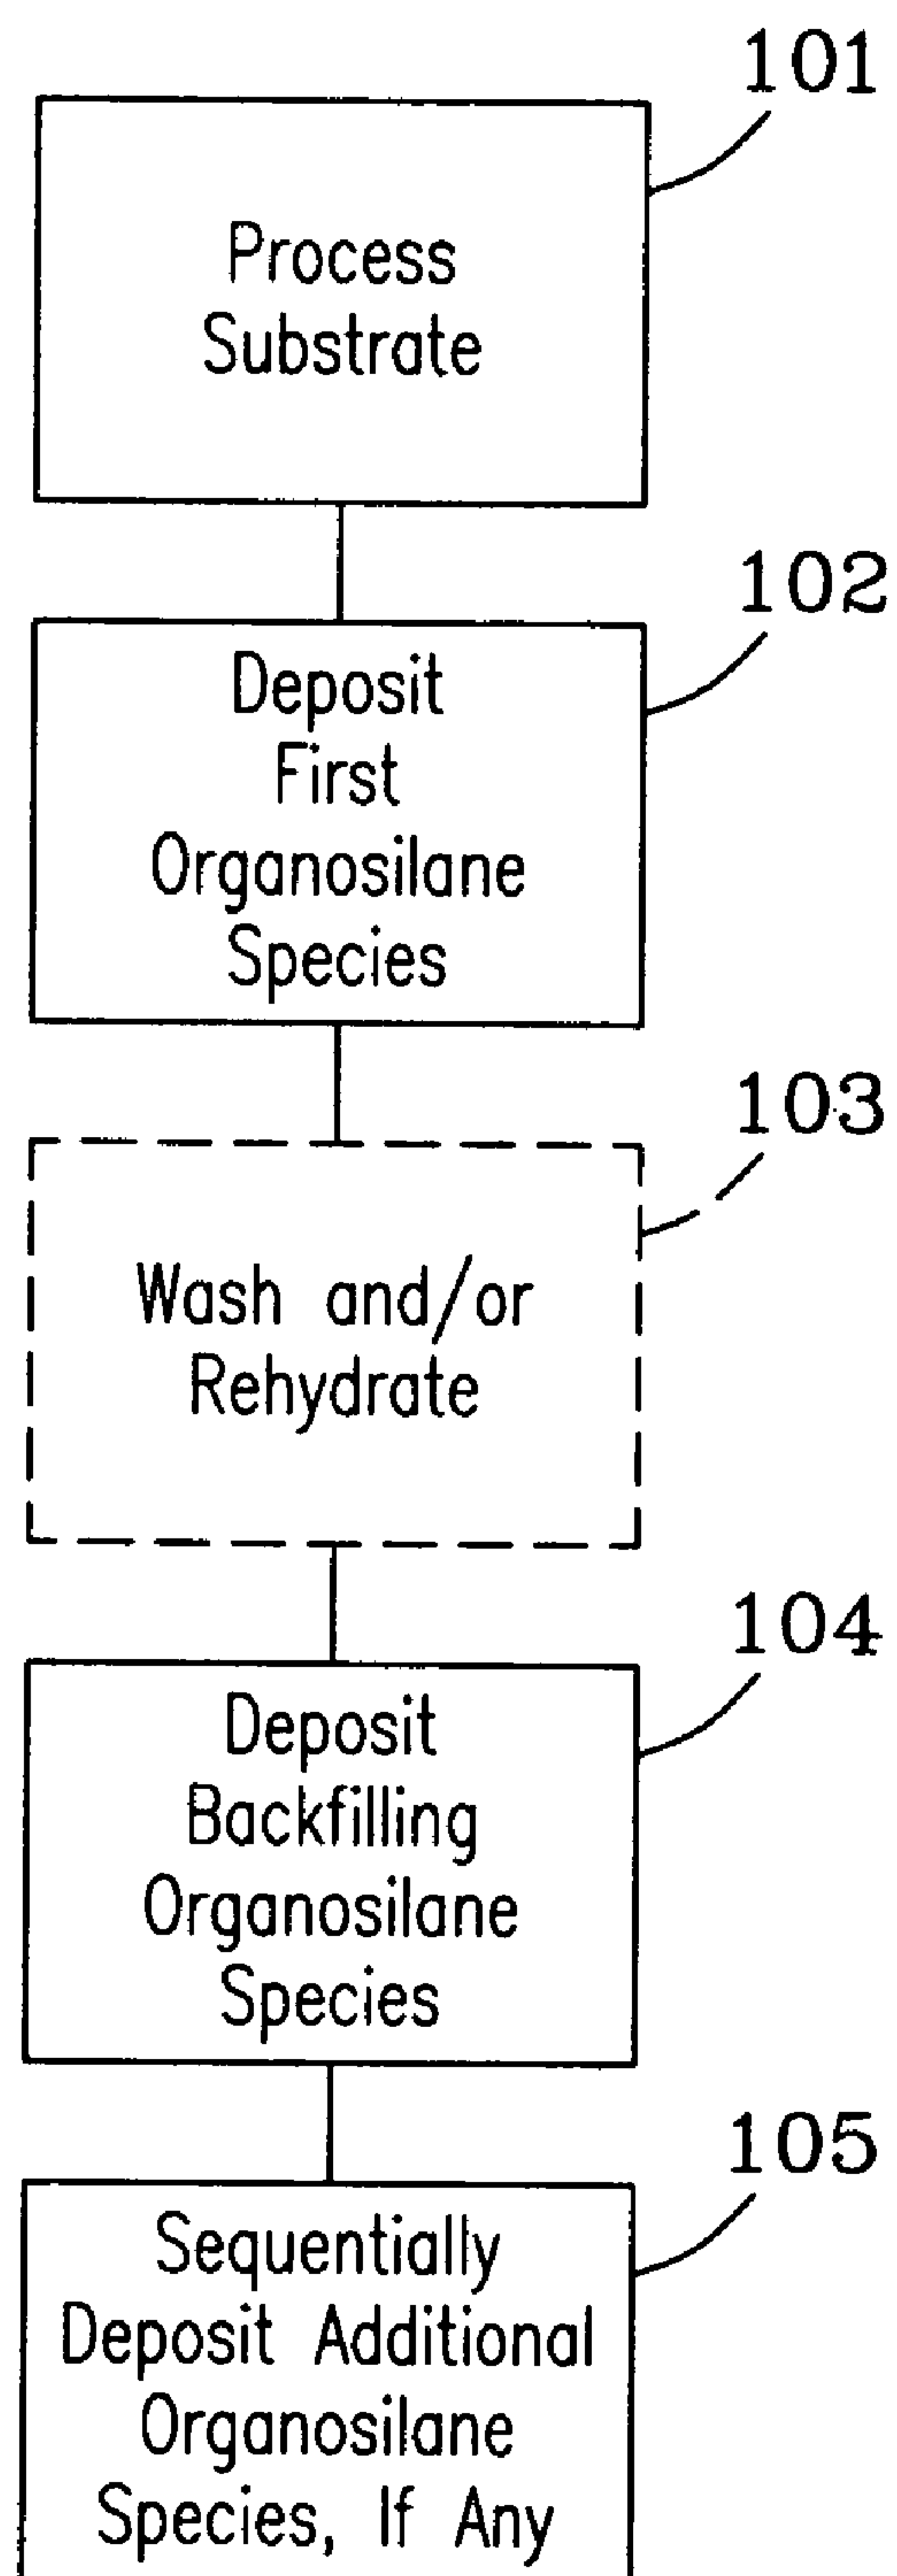 101
Process
Substrate
102
Deposit
First
Organosilane
Species
103
Wash and/or
Rehydrate
104
Deposit
Backfilling
Organosilane
Species
105
Sequentially
Deposit Additional
Organosilane
Species, If Any